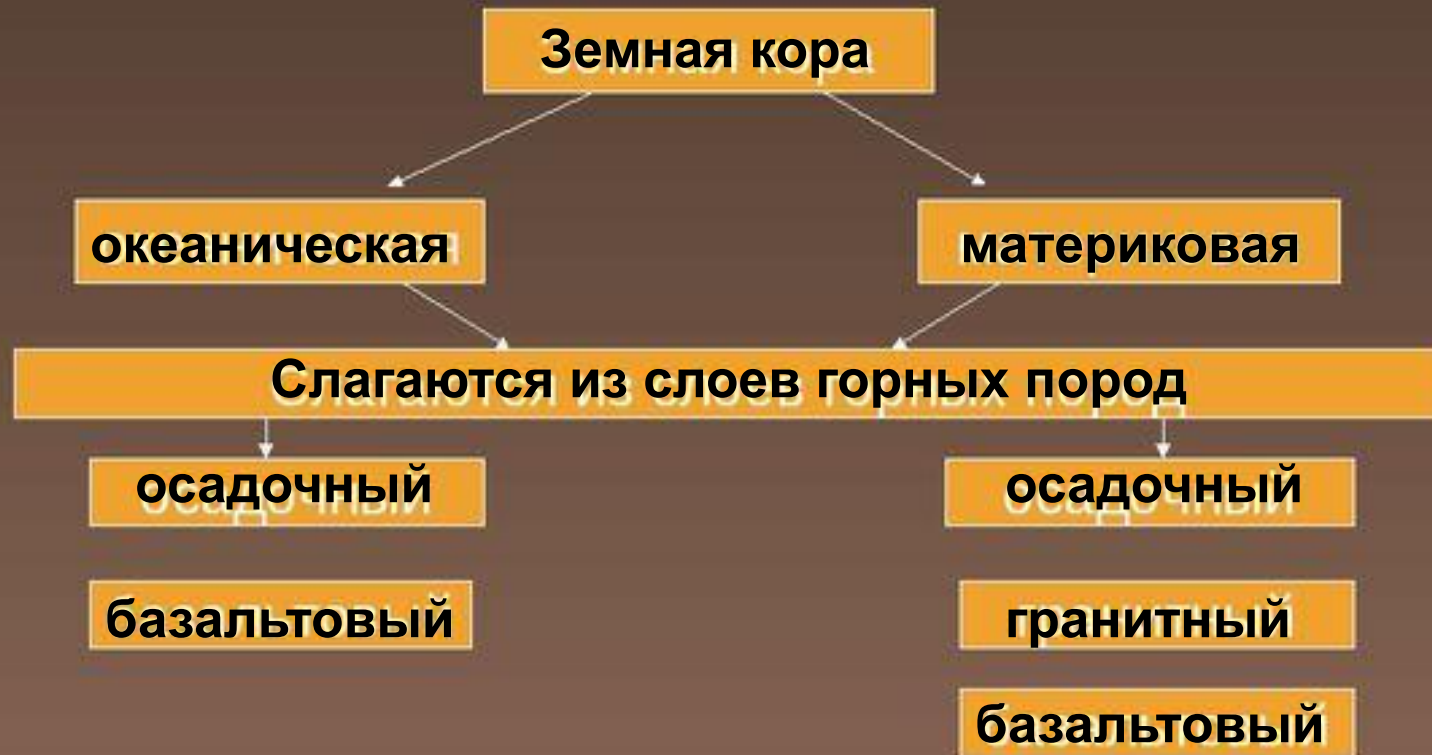 Земная кора
океаническая
материковая
Слагаются из слоев горных пород
осадочный
осадочный
базальтовый
гранитный
базальтовый